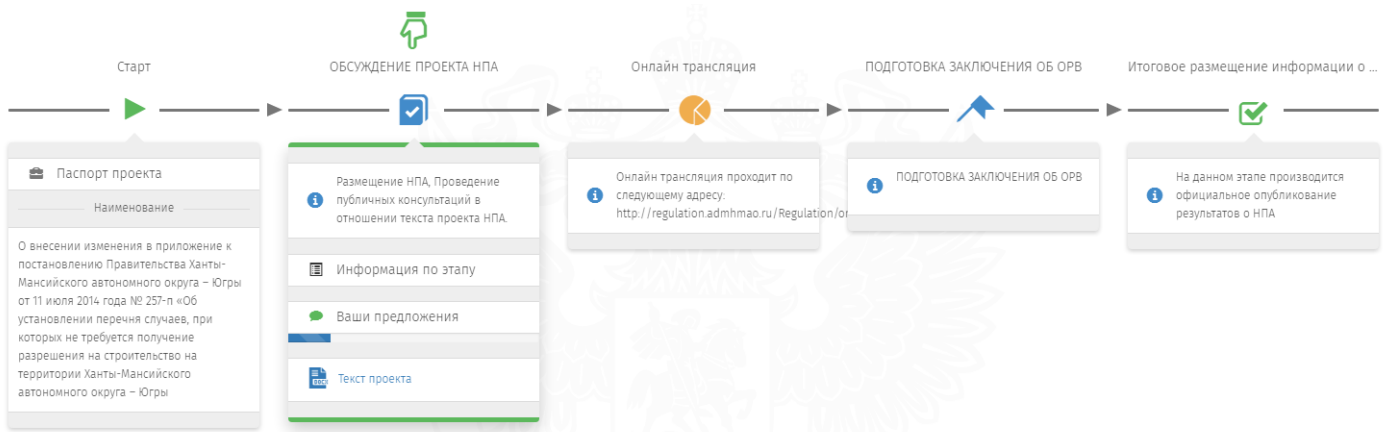 Старт
ОБСУЖДЕНИЕ ПРОЕКТА НПА
Онлайн трансляция
ПОДГОТОВКА ЗАКЛЮЧЕНИЯ ОБ ОРВ
Итоговое размещение информации о ...
Паспорт проекта
Наименование
О внесении изменения в приложение к
постановлению Правительства Ханты-
Мансийского автономного округа – Югры
от 11 июля 2014 года № 257-п «Об
установлении перечня случаев, при
которых не требуется получение
разрешения на строительство на
территории Ханты-Мансийского
автономного округа – Югры
Размещение НПА, Проведение
публичных консультаций в
отношении текста проекта НПА.
Информация по этапу
Ваши предложения
DOCX
Текст проекта
Онлайн трансляция проходит по
следующему адресу:
http://regulation.admhmao.ru/Regulation/or
ПОДГОТОВКА ЗАКЛЮЧЕНИЯ ОБ ОРВ
На данном этапе производится
официальное опубликование
результатов о НПА